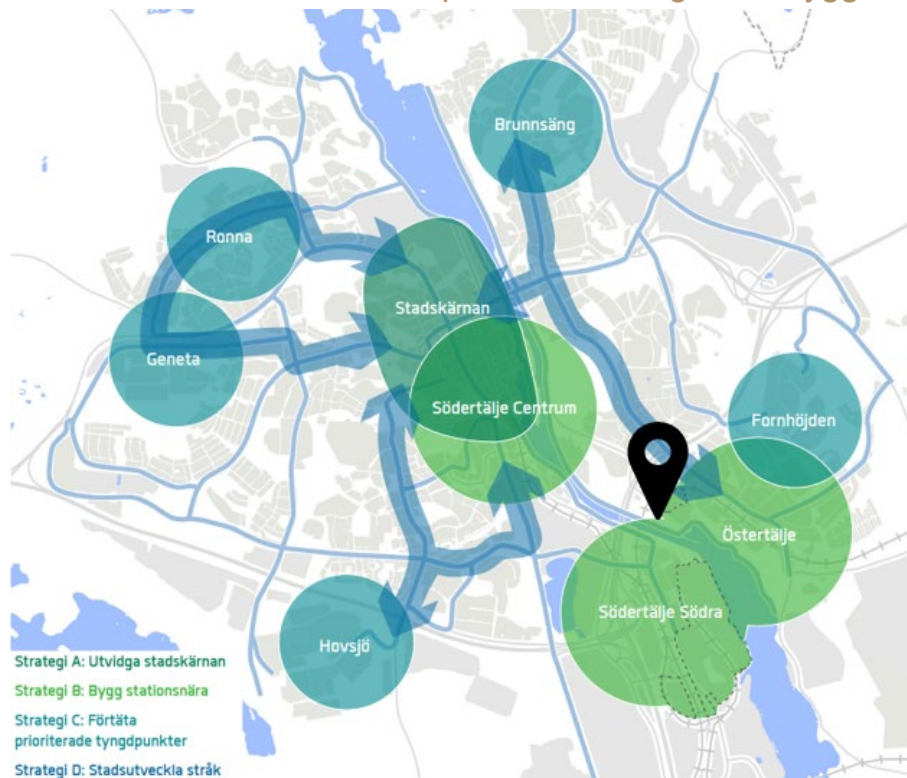 Brunnsäng
Ronna
Stadskärnan
Geneta
Södertälje Centrum
Fornhöjden
Östertälje
Södertälje Södra
Hovsjö
Strategi A: Utvidga stadskärnan
Strategi B: Bygg stationsnära
Strategi C: Förtäta
prioriterade tyngdpunkter
Strategi D: Stadsutveckla stråk